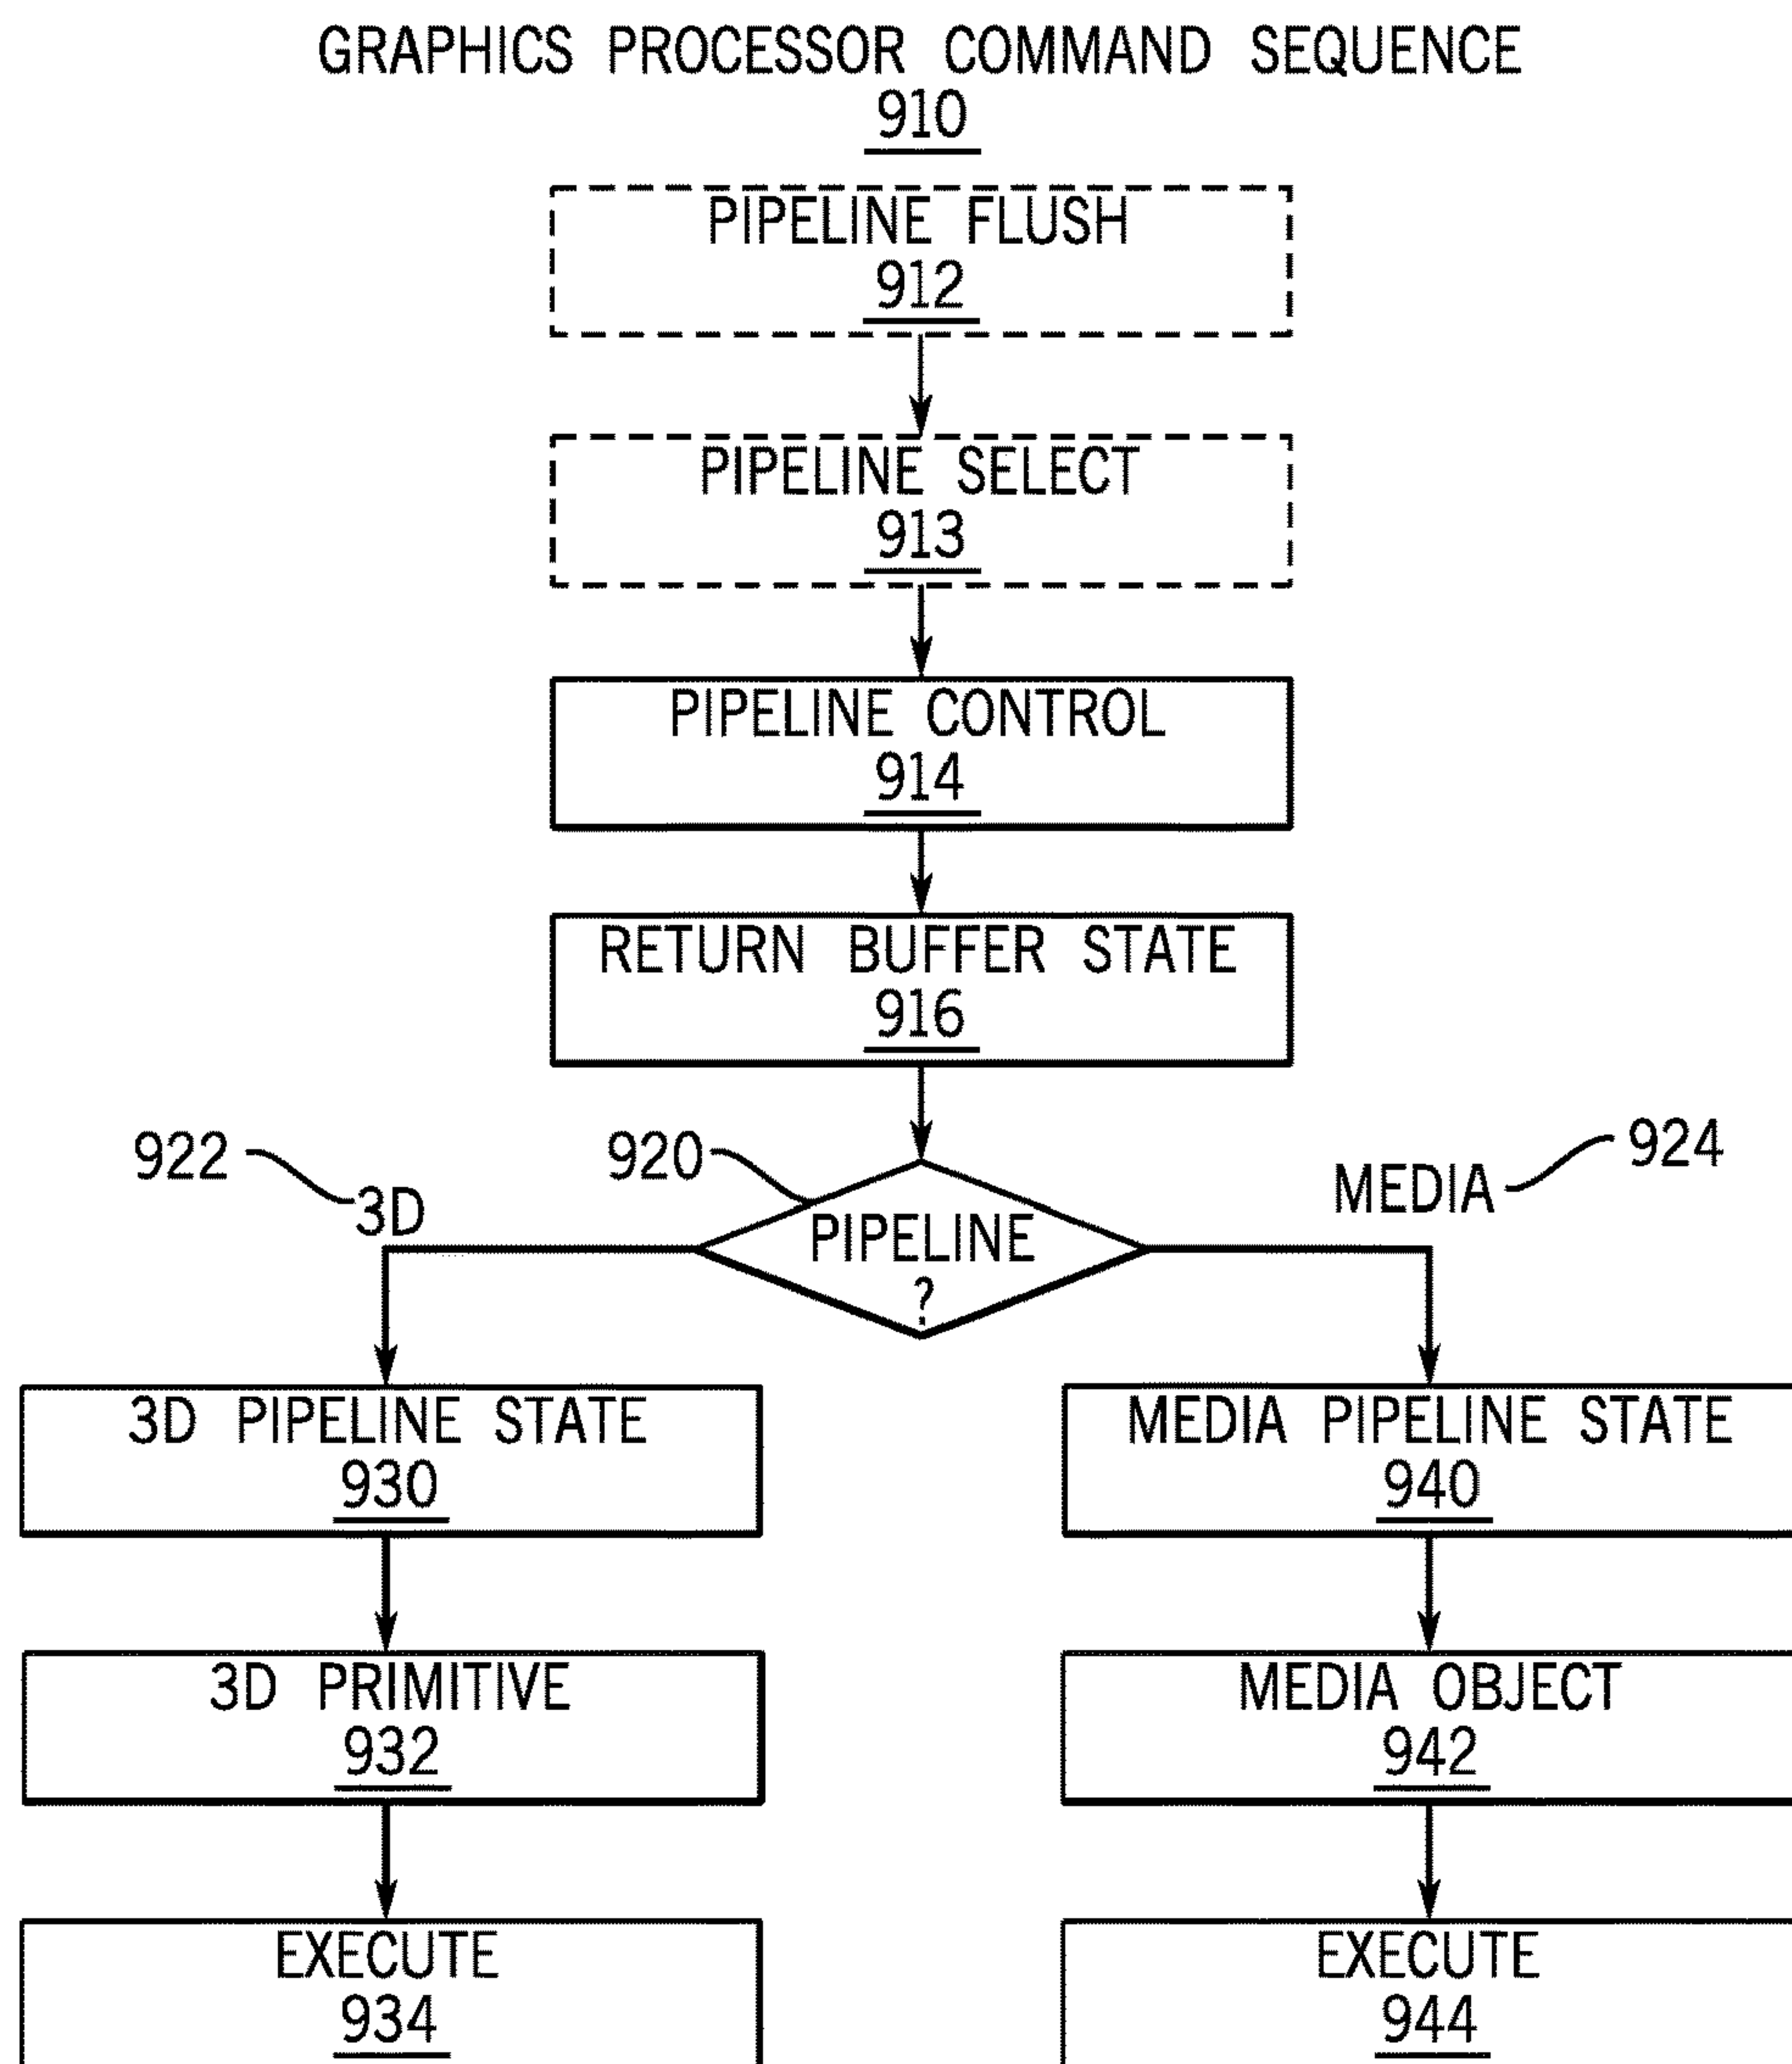 GRAPHICS PROCESSOR COMMAND SEQUENCE
910
PIPELINE FLUSH
912
PIPELINE SELECT
913
PIPELINE CONTROL
914
RETURN BUFFER STATE
916
922
920
924
3D
MEDIA
PIPELINE
?
3D PIPELINE STATE
930
MEDIA PIPELINE STATE
940
3D PRIMITIVE
932
MEDIA OBJECT
942
EXECUTE
934
EXECUTE
944